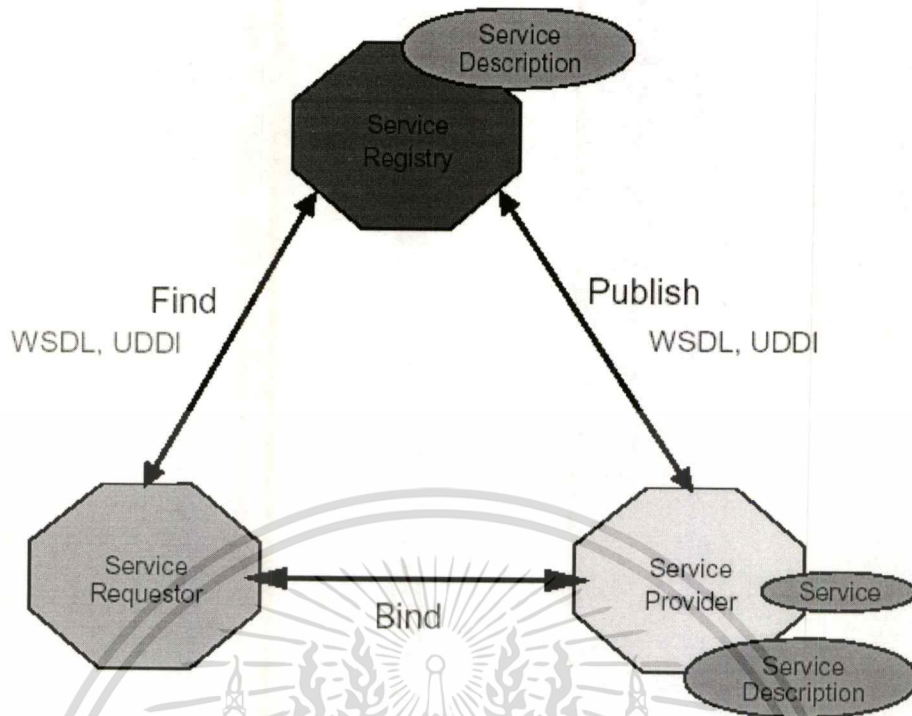 Service
Description
Service
Registry
Find
WSDL, UDDI
Publish
WSDL, UDDI
Service
Requestor
Bind
Service
Provider
Service
Service
Description